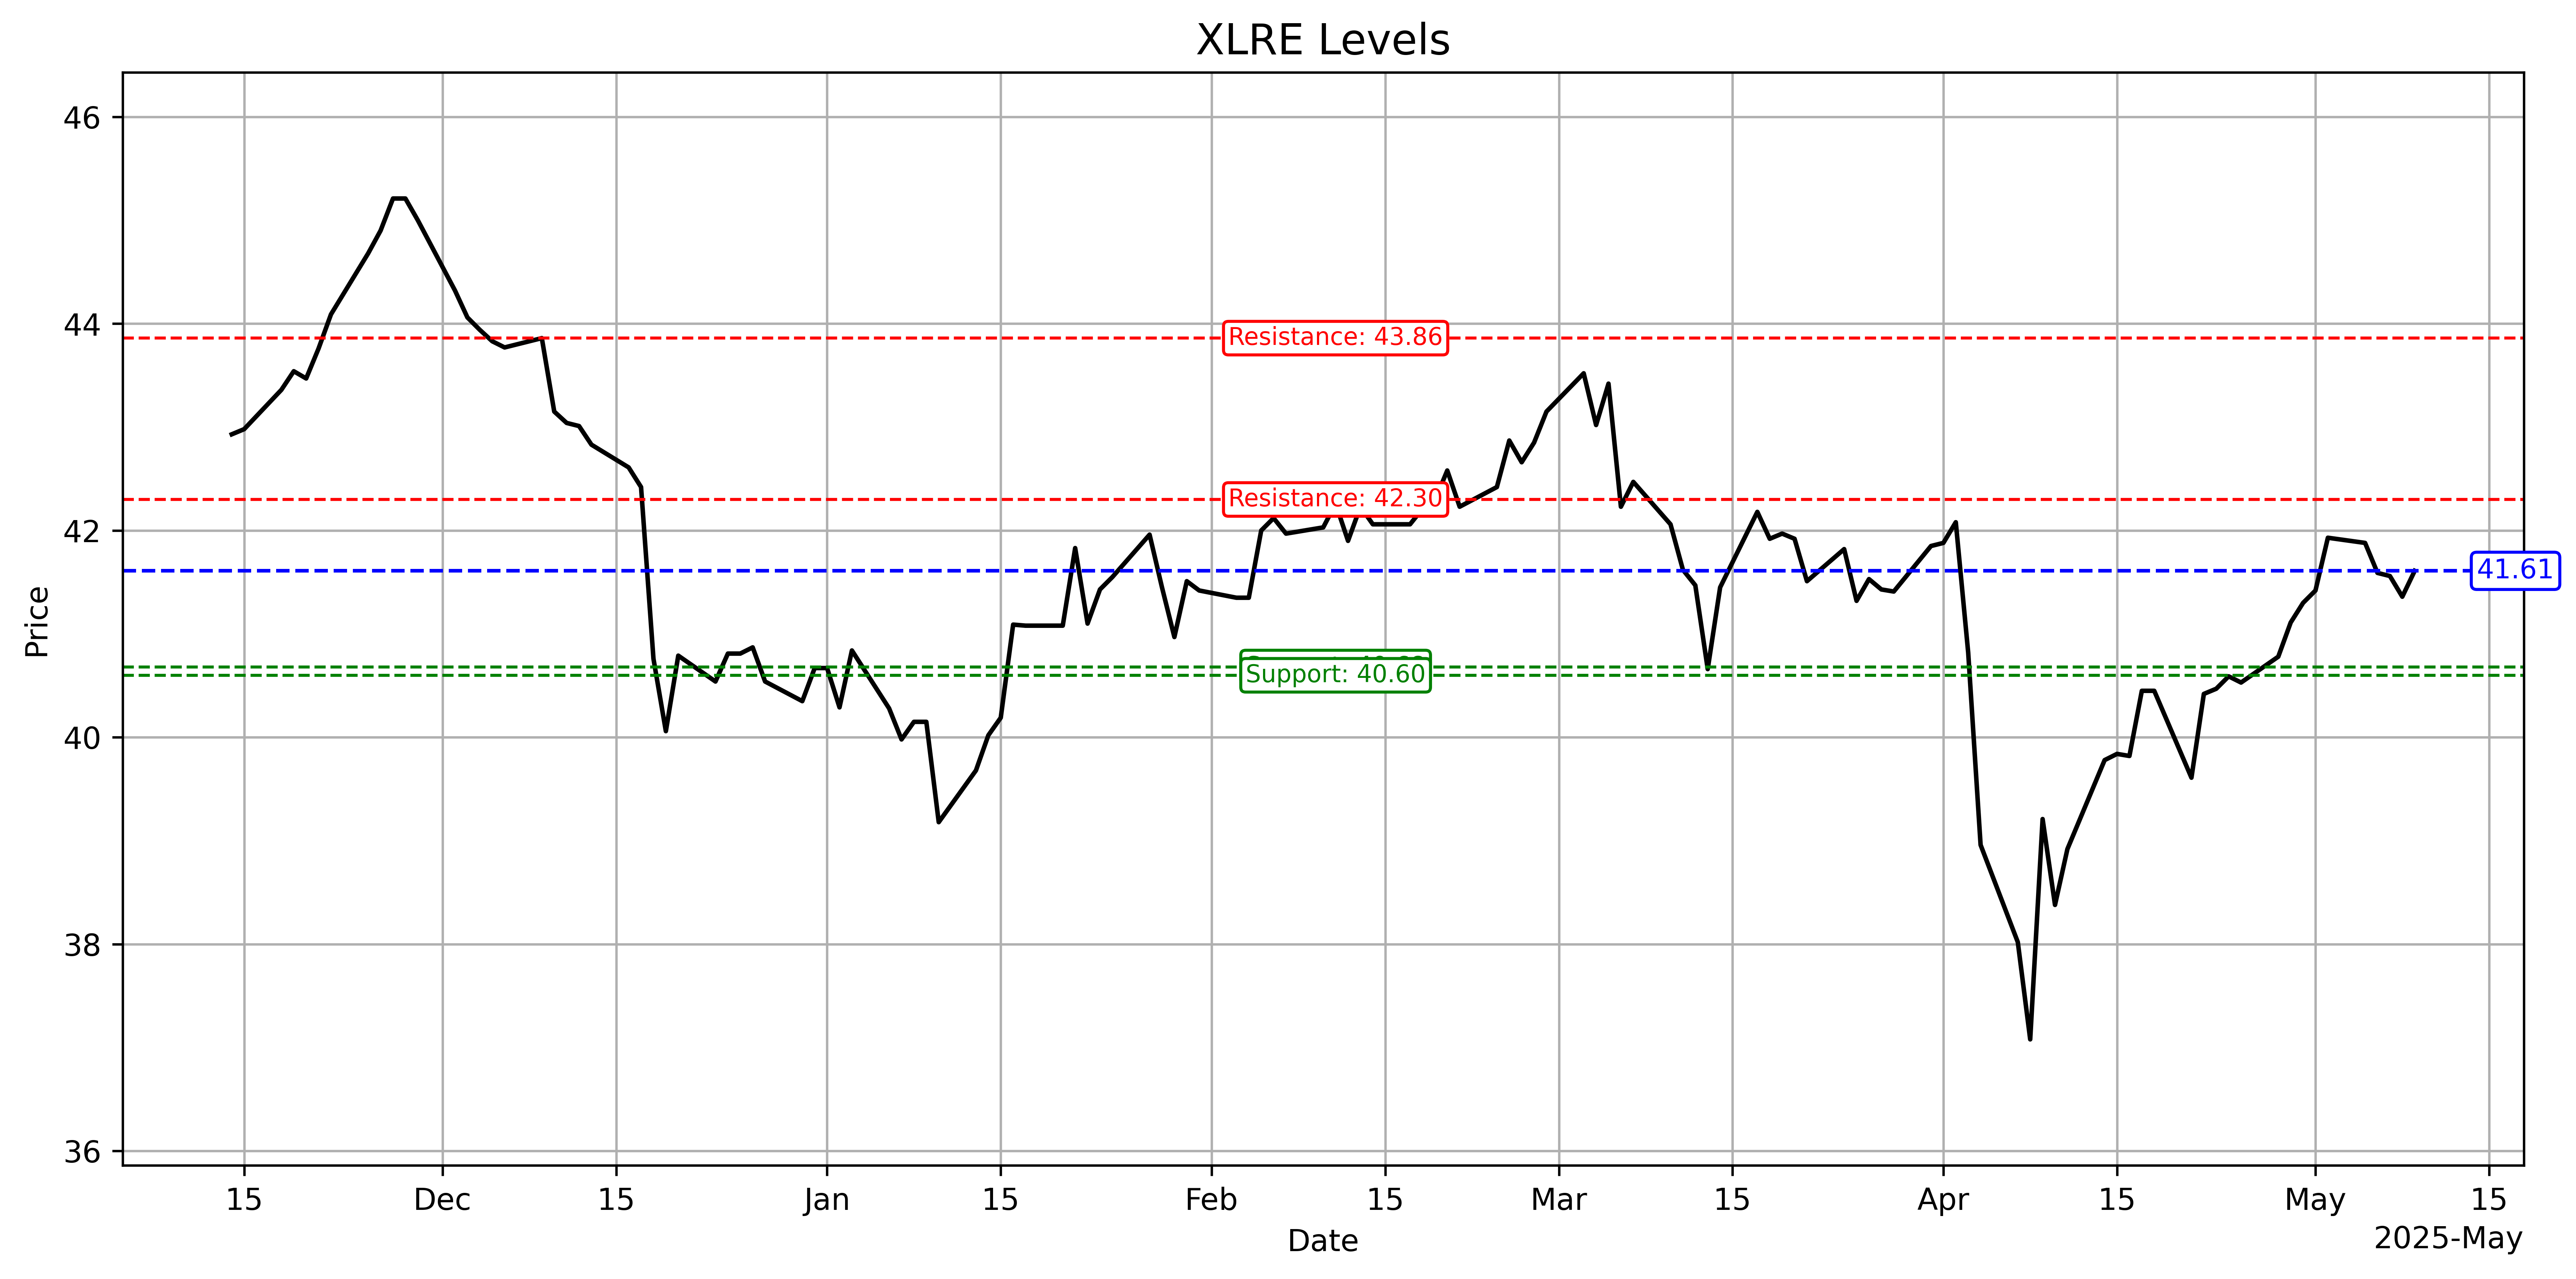 XLRE Levels
46
44
42
40
38
36
Price
Resistance: 43.86
Resistance: 42.30
41.61
Support: 40.60
15
Dec
15
Jan
15
Feb
15
Mar
15
Apr
15
May
15
Date
2025-May